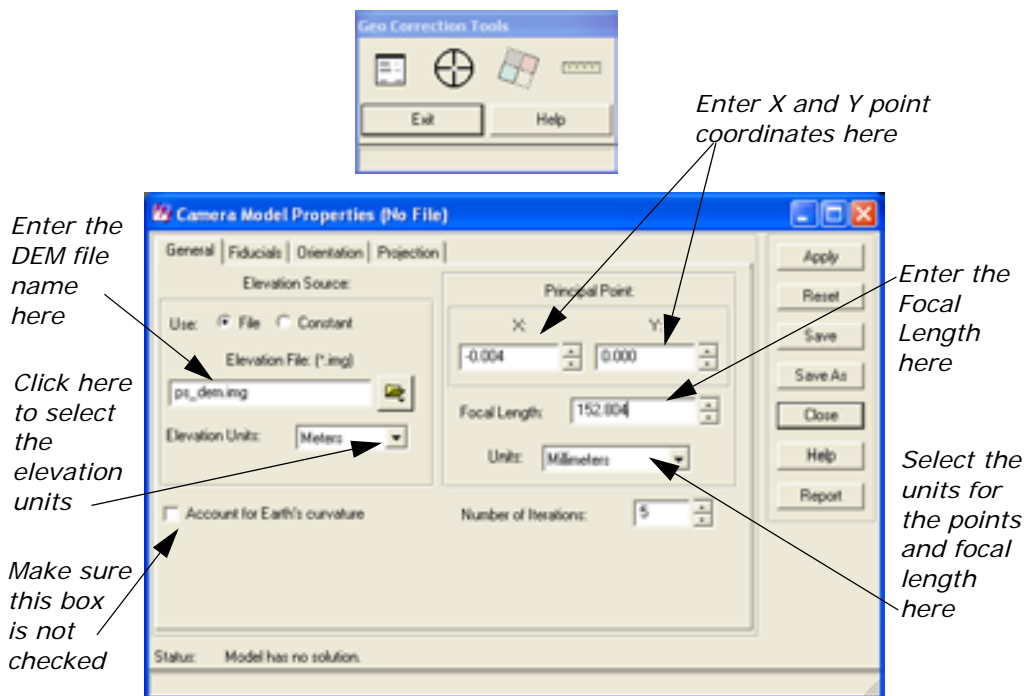 Geo Correction Tools
Exit Help
Enter X and Y point
coordinates here
Camera Model Properties (No File)
Enter the
DEM file
name
here
General Fiducials Orientation Projection
Elevation Source:
Use: File Constant
Elevation File: (*.img)
ps_dem.img
Elevation Units: Meters
Account for Earth's curvature
Principal Point:
X: Y:
-0.004 0.000
Focal Length: 152.804
Units: Millimeters
Number of Iterations: 5
Apply
Reset
Save
Save As
Close
Help
Report
Enter the
Focal
Length
here
Click here
to select
the
elevation
units
Select the
units for
the points
and focal
length
here
Make sure
this box
is not
checked
Status: Model has no solution.